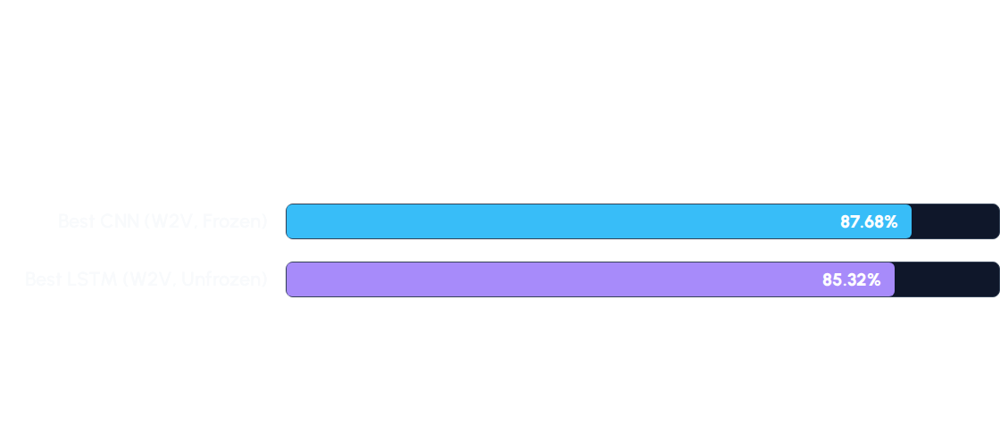 Best CNN (W2V, Frozen) 87.68%
Best LSTM (W2V, Unfrozen) 85.32%